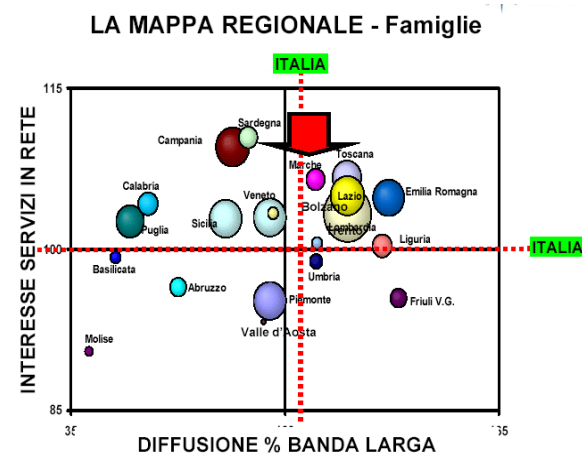 LA MAPPA REGIONALE - Famiglie
ITALIA
115
Sardegna
Campania
Marche
Toscana
Calabria
Veneto
Bolzano
Lazio
Emilia Romagna
Puglia
Sicilia
Lombardia
Trento
Liguria
100
ITALIA
Basilicata
Umbria
Abruzzo
Piemonte
Friuli V.G.
Valle d'Aosta
Molise
85
INTERESSE SERVIZI IN RETE
DIFFUSIONE % BANDA LARGA